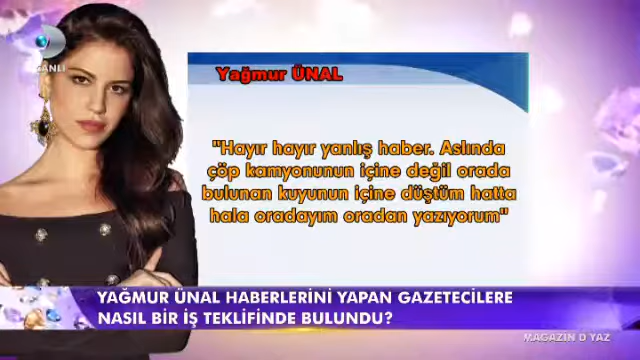 CANLI
Yağmur ÜNAL
"Hayır hayır yanlış haber. Aslında
çöp kamyonunun içine değil orada
bulunan kuyunun içine düştüm hatta
hala oradayım oradan yazıyorum"
YAĞMUR ÜNAL HABERLERİNİ YAPAN GAZETECİLERE
NASIL BİR İŞ TEKLİFİNDE BULUNDU?
MAGAZİN D YAZ